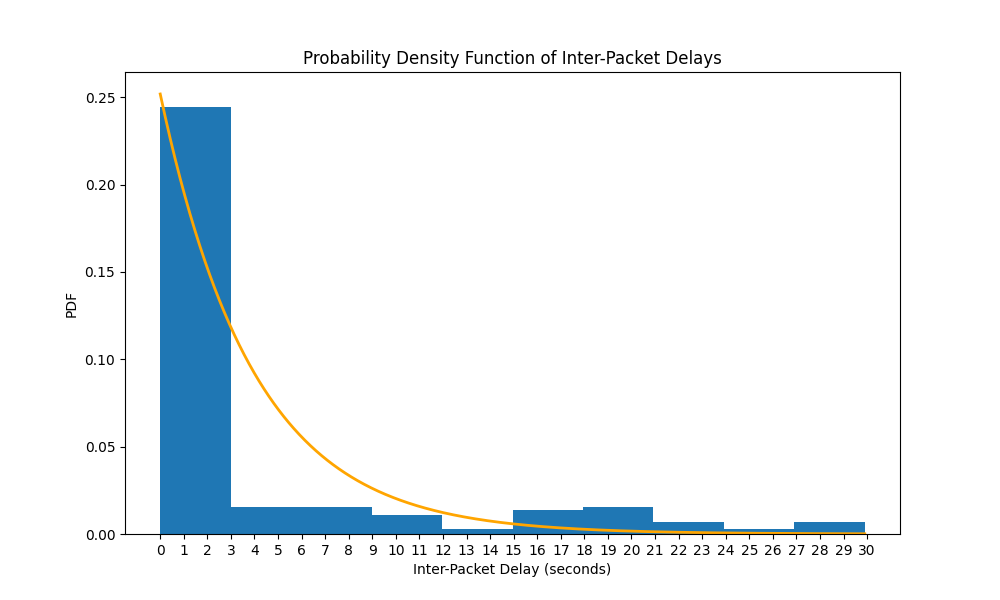 Probability Density Function of Inter-Packet Delays
0.25
0.20
0.15
0.10
0.05
0.00
PDF
0 1 2 3 4 5 6 7 8 9 10 11 12 13 14 15 16 17 18 19 20 21 22 23 24 25 26 27 28 29 30
Inter-Packet Delay (seconds)